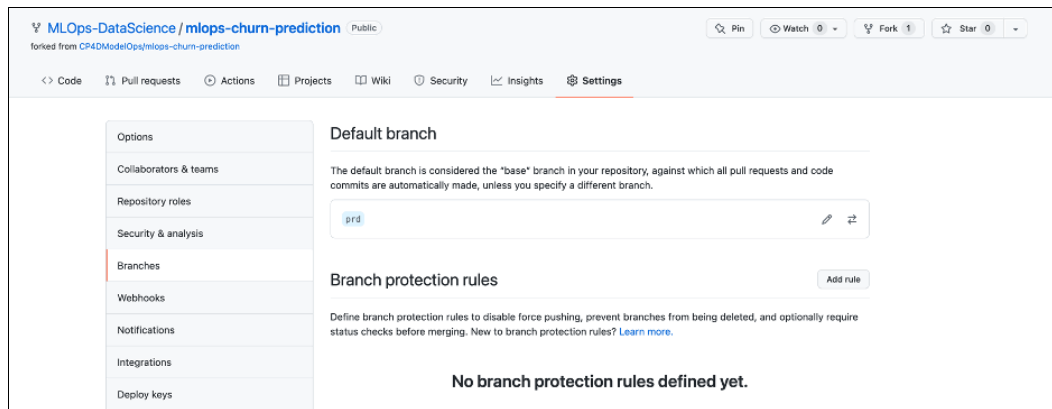 MLOps-DataScience / mlops-churn-prediction Public
Pin Watch 0 Fork 1 Star 0
forked from CP4DModelOps/mlops-churn-prediction
<> Code Pull requests Actions Projects Wiki Security Insights Settings
Options
Collaborators & teams
Repository roles
Security & analysis
Branches
Webhooks
Notifications
Integrations
Deploy keys
Default branch
The default branch is considered the "base" branch in your repository, against which all pull requests and code
commits are automatically made, unless you specify a different branch.
prd
Branch protection rules
Add rule
Define branch protection rules to disable force pushing, prevent branches from being deleted, and optionally require
status checks before merging. New to branch protection rules? Learn more.
No branch protection rules defined yet.